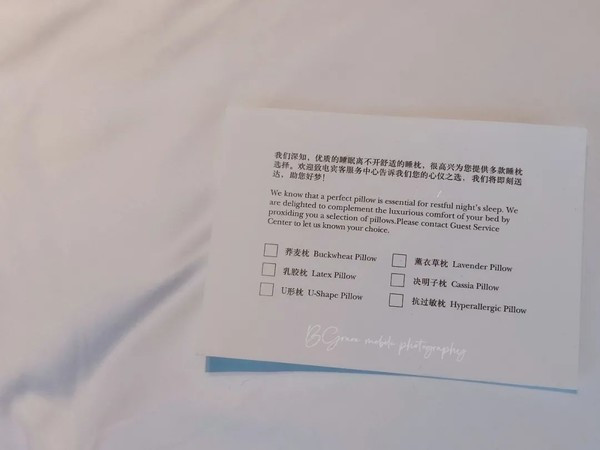 我们深知，优质的睡眠离不开舒适的睡枕，很高兴为您提供多款睡枕
选择。欢迎致电宾客服务中心告诉我们您的心仪之选，我们将即刻送
达，助您好梦！
We know that a perfect pillow is essential for restful night's sleep. We
are delighted to complement the luxurious comfort of your bed by
providing you a selection of pillows.Please contact Guest Service
Center to let us known your choice.
荞麦枕 Buckwheat Pillow
薰衣草枕 Lavender Pillow
乳胶枕 Latex Pillow
决明子枕 Cassia Pillow
U形枕 U-Shape Pillow
抗过敏枕 Hyperallergic Pillow
BGrace mobile photography